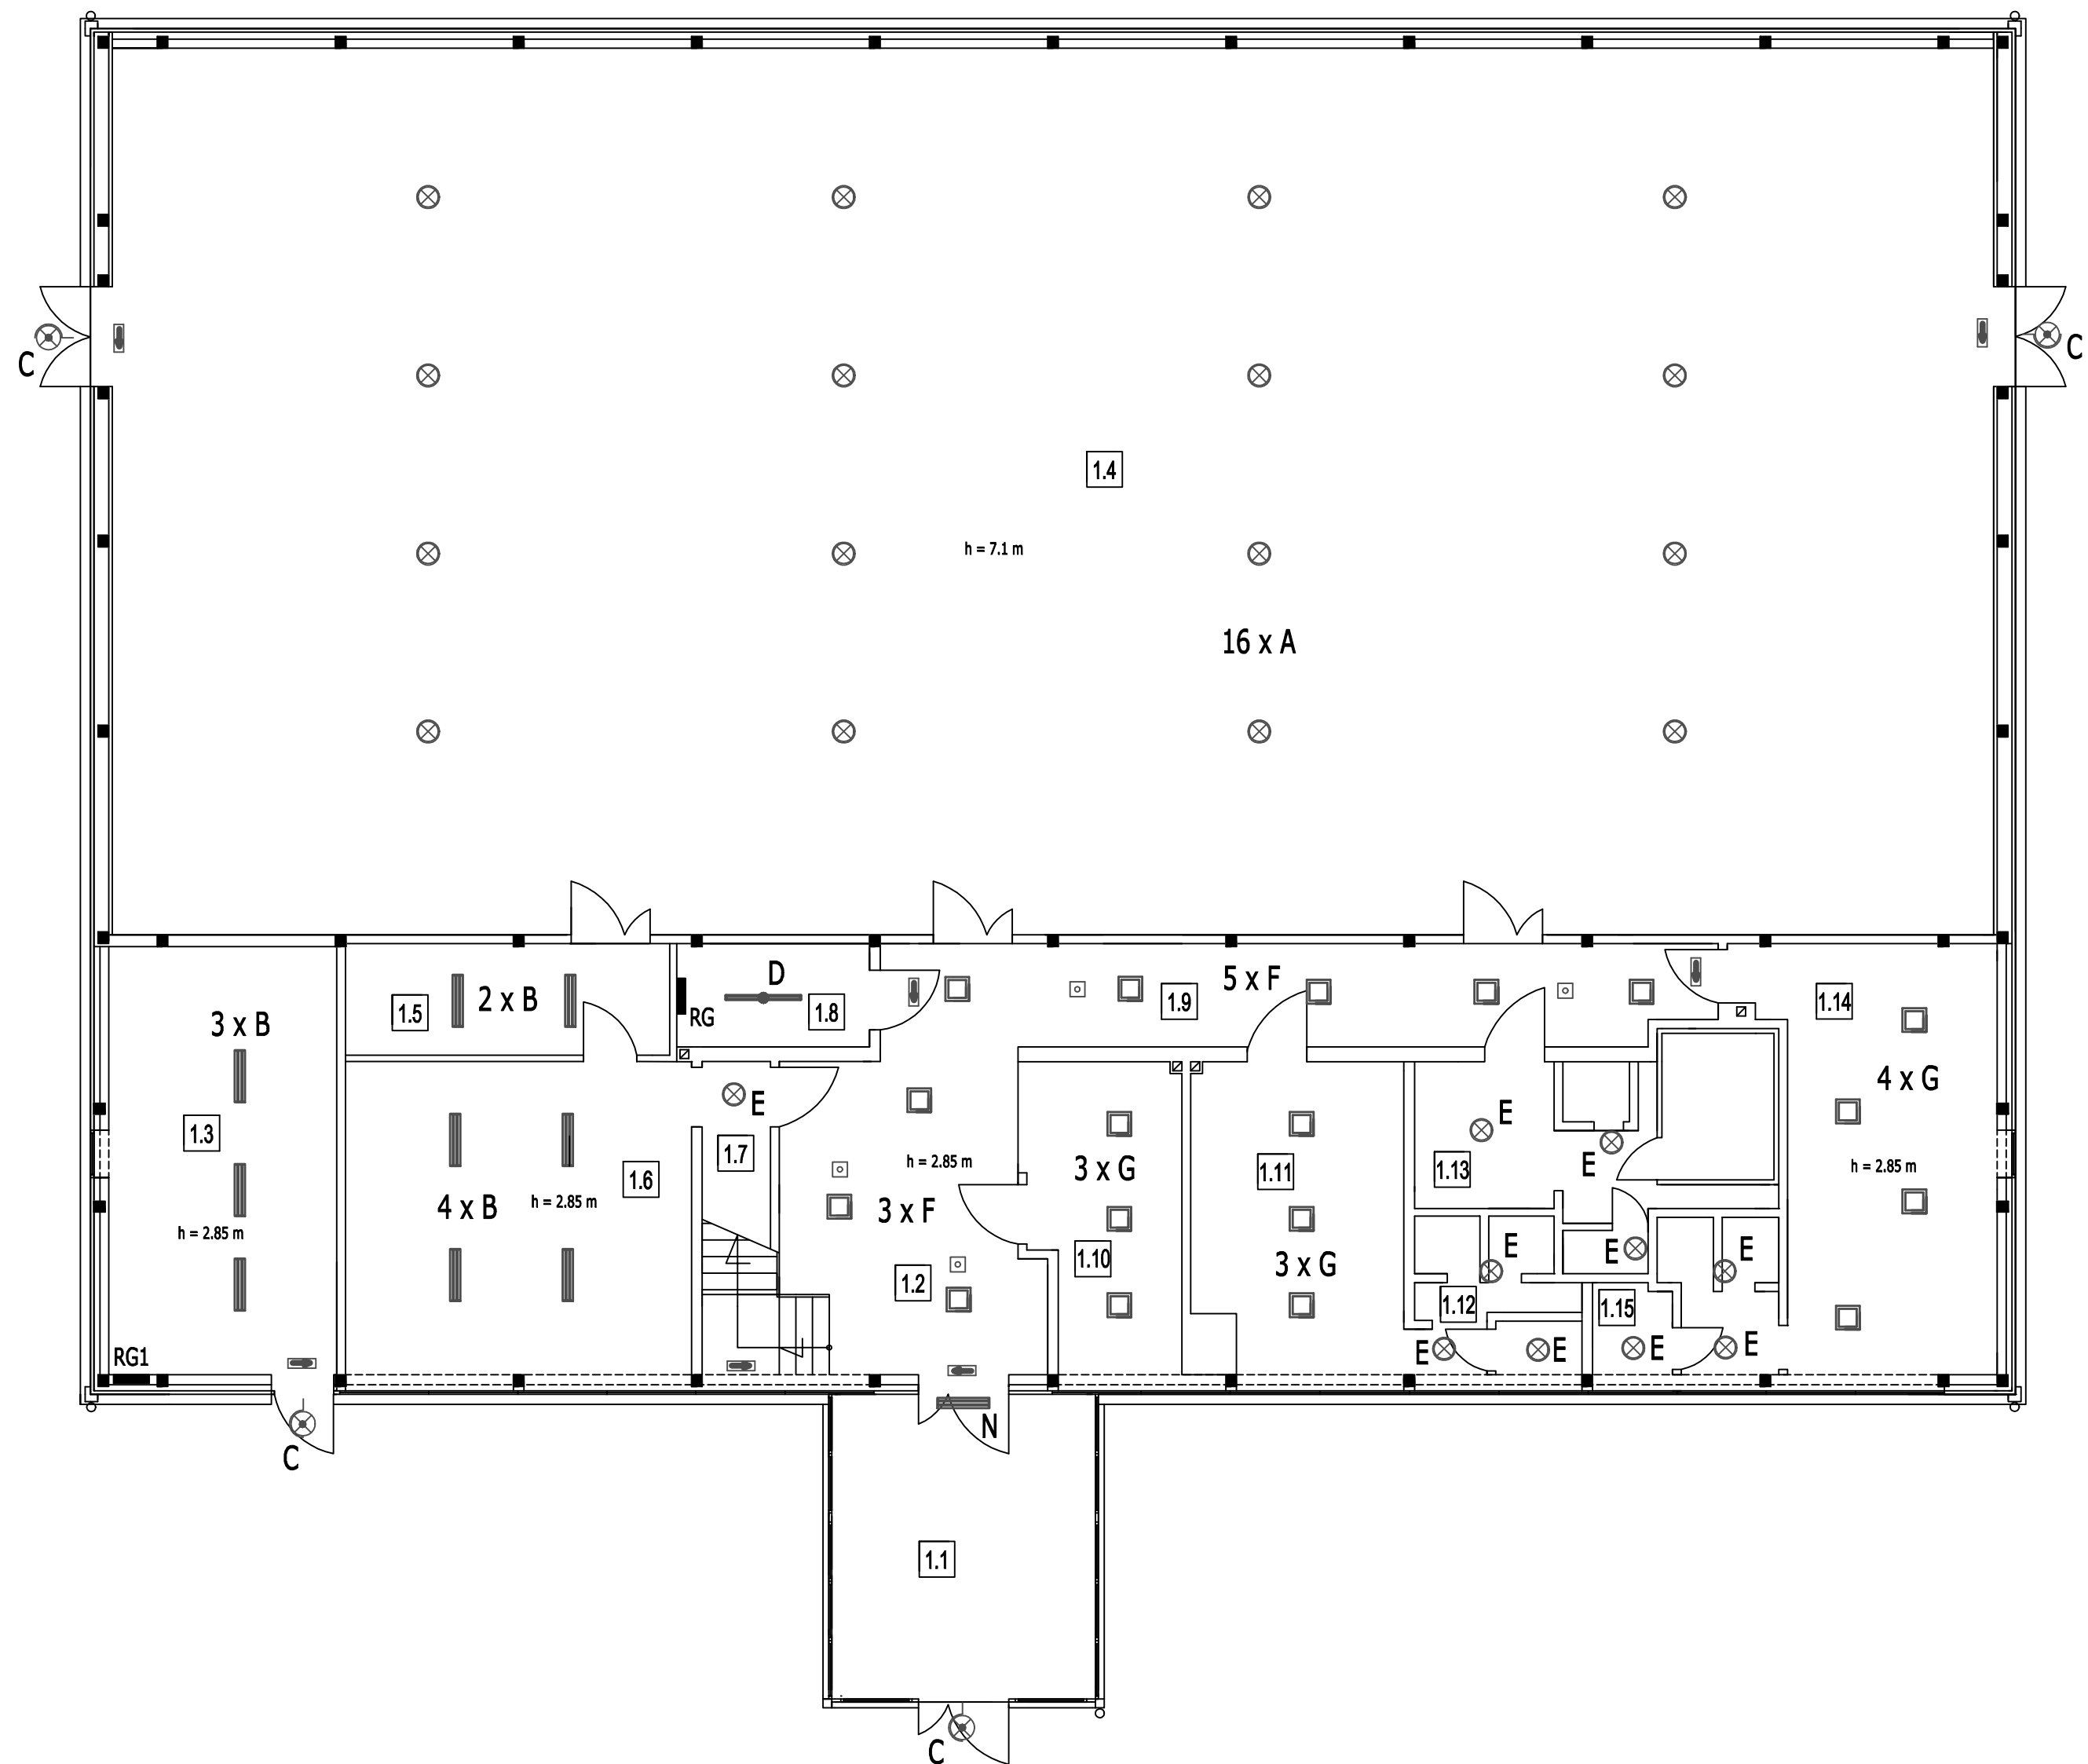 C
C
1.4
h = 7.1 m
16 x A
D
5 x F
2 x B
1.5
1.8
1.9
1.14
RG
3 x B
4 x G
E
E
1.3
1.7
h = 2.85 m
3 x G
1.11
1.13
E
h = 2.85 m
1.6
4 x B
h = 2.85 m
3 x F
h = 2.85 m
1.10
E
E
E
3 x G
1.2
1.12
1.15
RG1
E
E
E
E
N
C
1.1
C